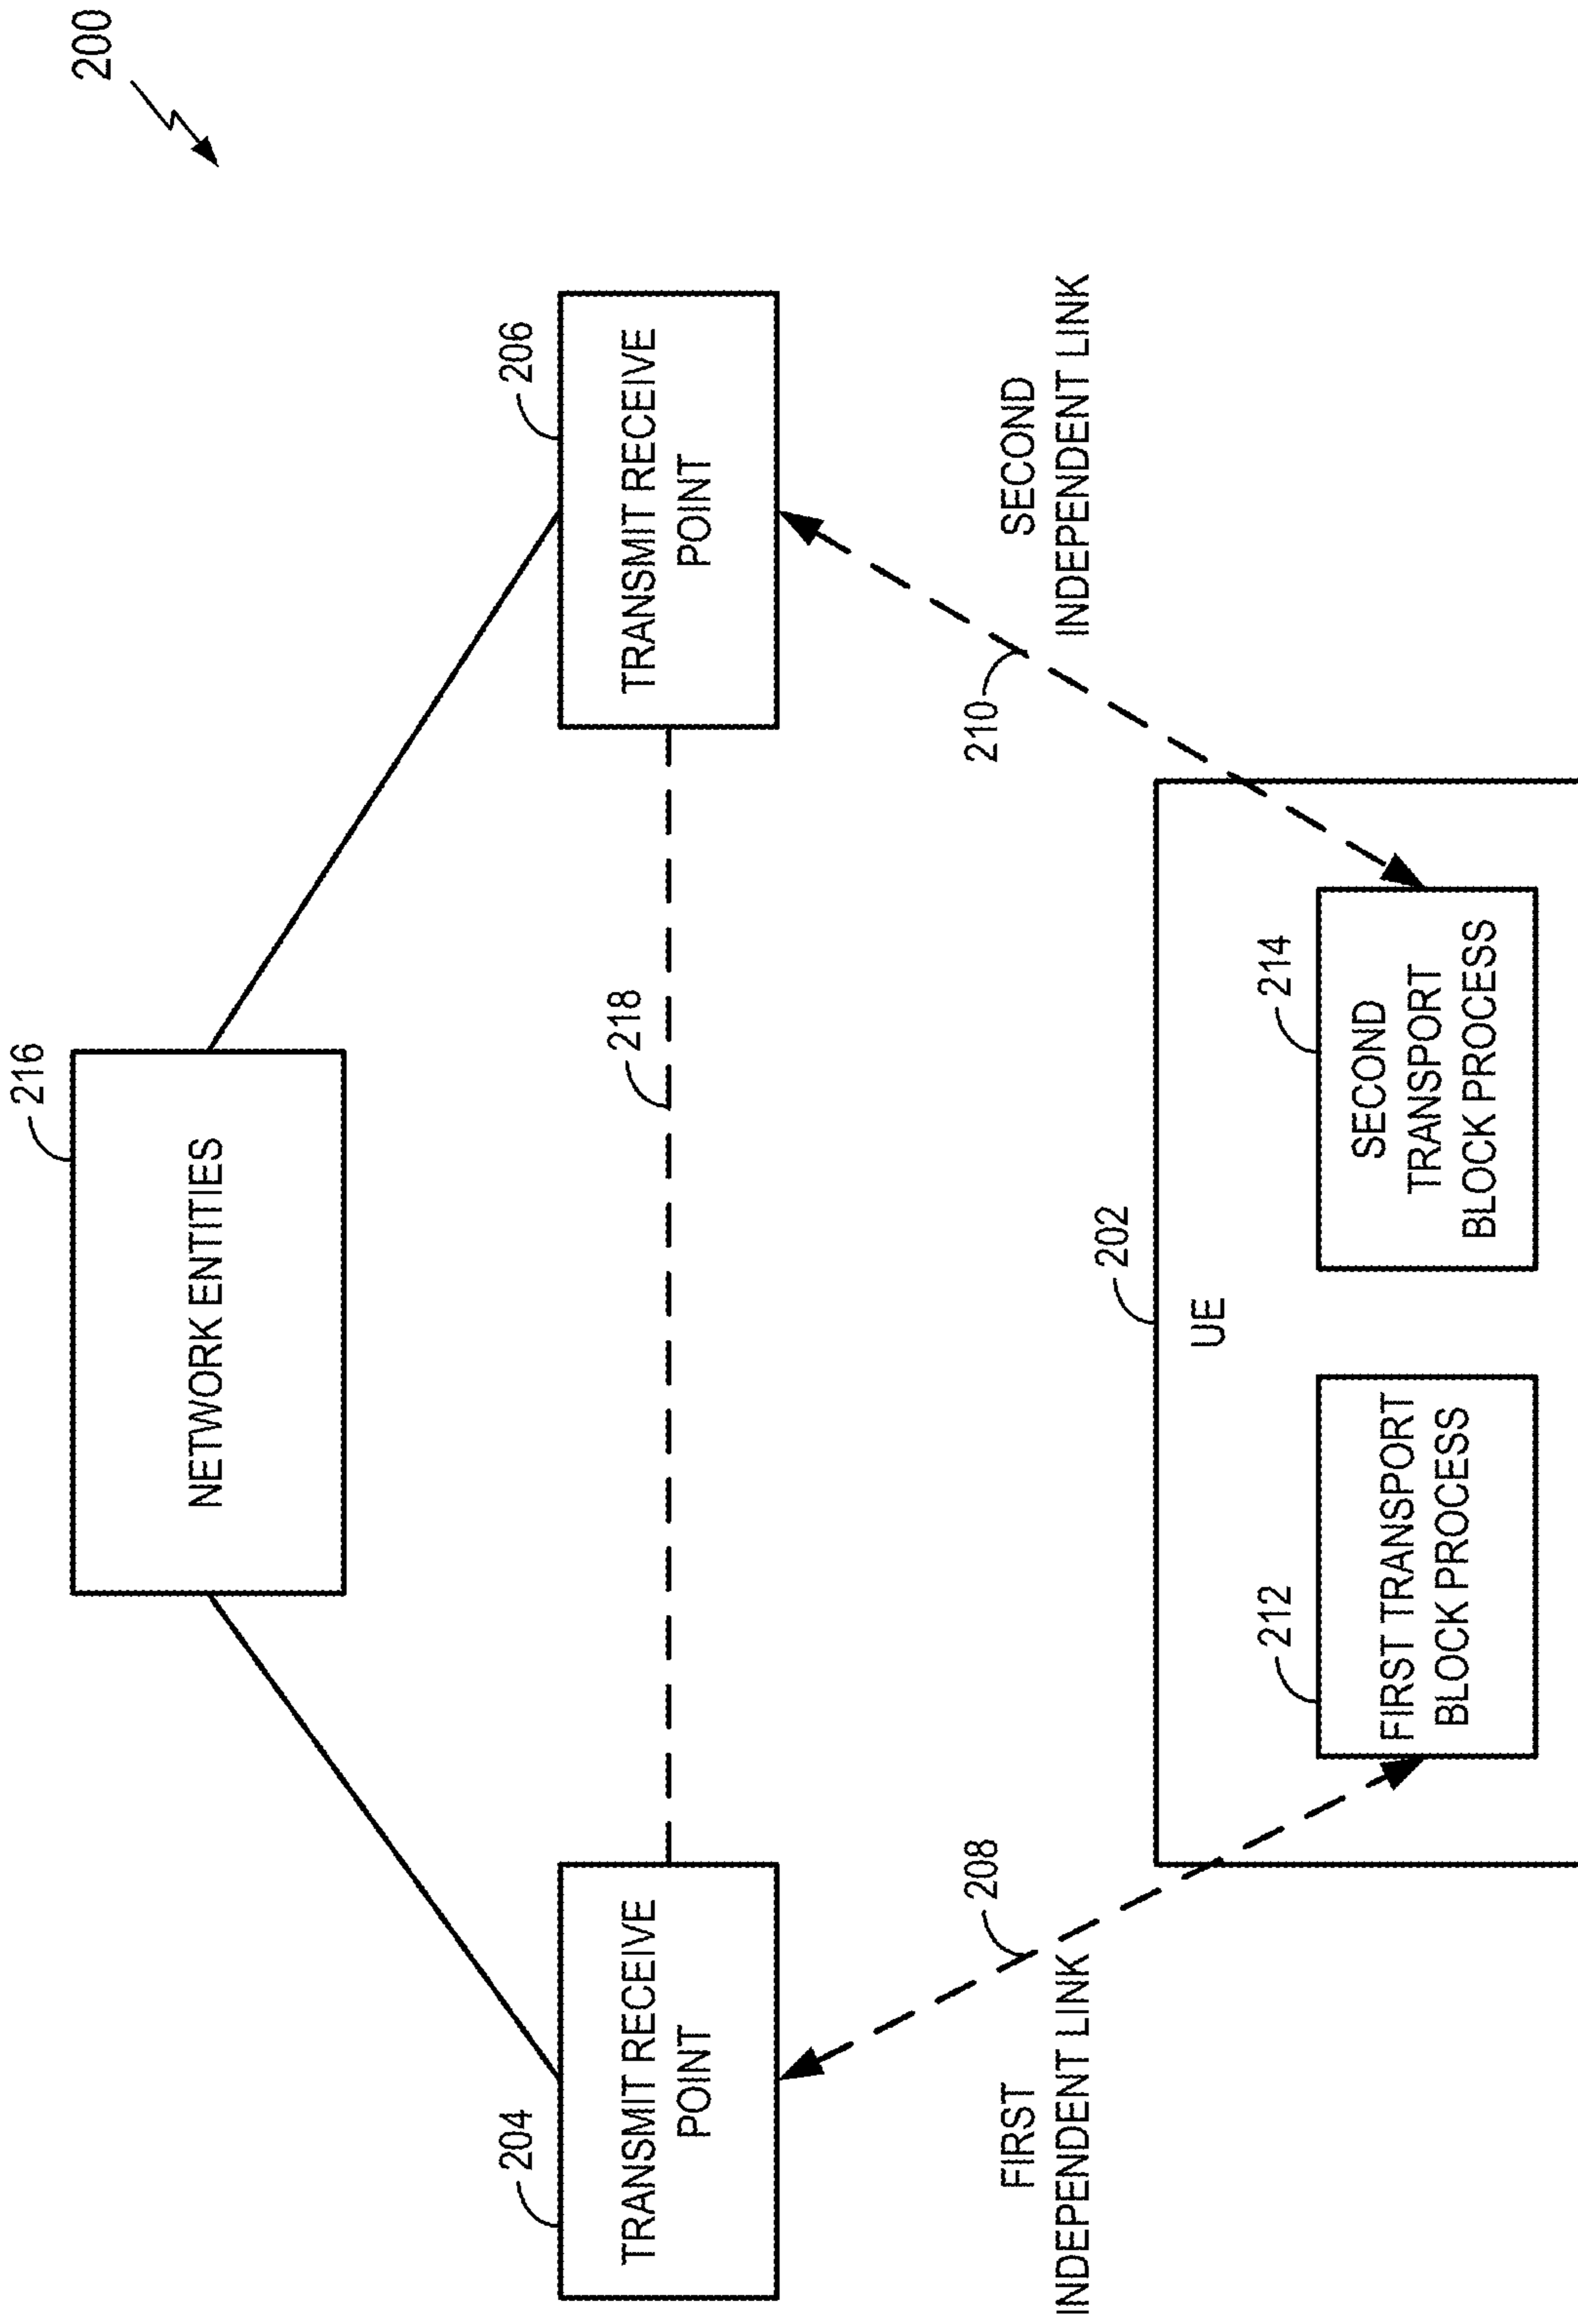 200
216
NETWORK ENTITIES
204
TRANSMIT RECEIVE
POINT
206
TRANSMIT RECEIVE
POINT
218
FIRST
INDEPENDENT LINK
208
210
SECOND
INDEPENDENT LINK
202
UE
212
FIRST TRANSPORT
BLOCK PROCESS
214
SECOND
TRANSPORT
BLOCK PROCESS